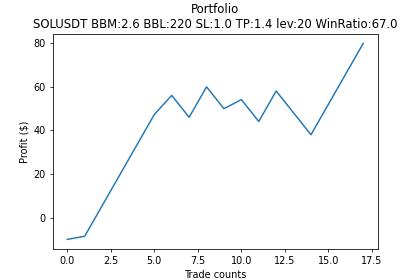 Portfolio
SOLUSDT BBM:2.6 BBL:220 SL:1.0 TP:1.4 lev:20 WinRatio:67.0
80
60
40
20
0
Profit ($)
0.0 2.5 5.0 7.5 10.0 12.5 15.0 17.5
Trade counts